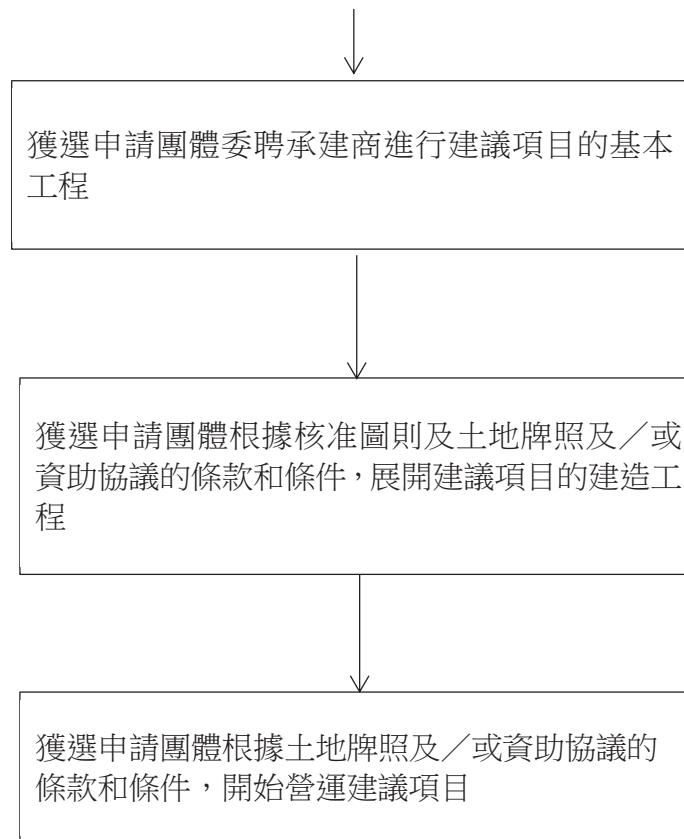 獲選申請團體委聘承建商進行建議項目的基本
工程
獲選申請團體根據核准圖則及土地牌照及／或
資助協議的條款和條件，展開建議項目的建造工
程
獲選申請團體根據土地牌照及／或資助協議的
條款和條件，開始營運建議項目